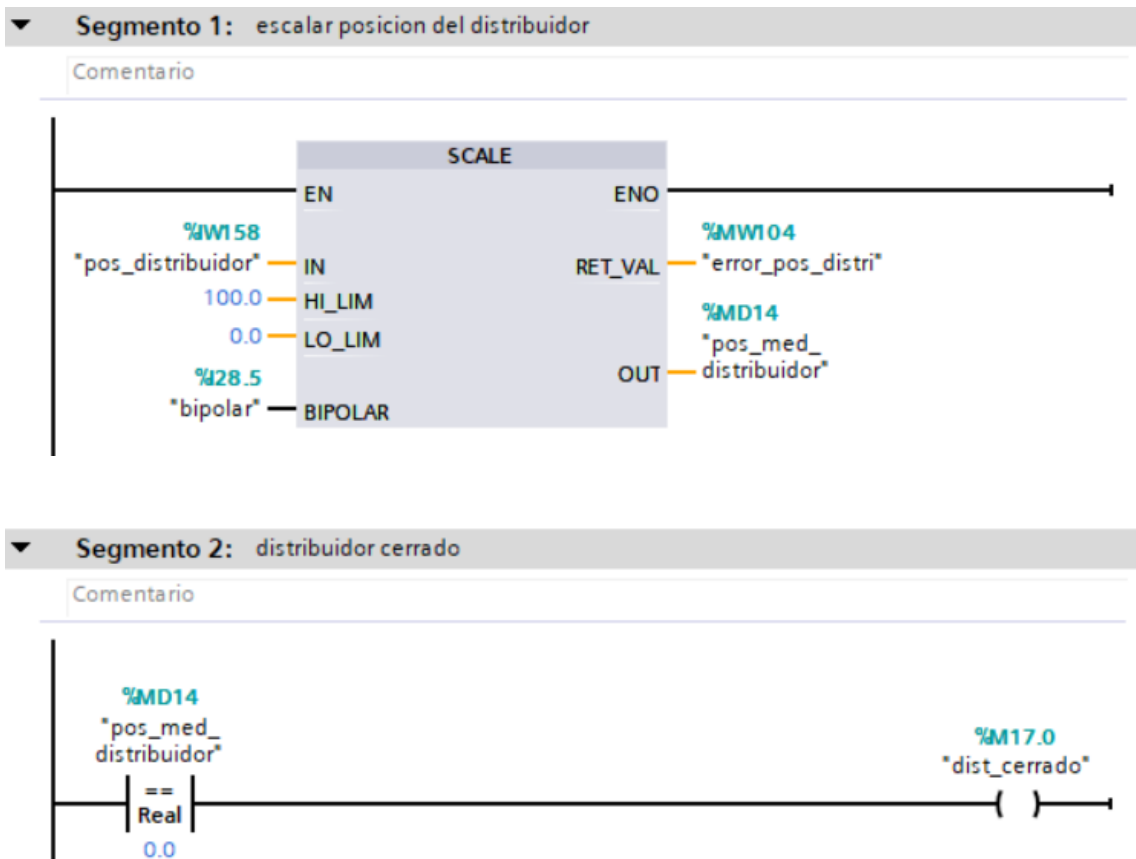 Segmento 1: escalar posicion del distribuidor
Comentario
SCALE
EN ENO
%IW158 %MW104
"pos_distribuidor" IN RET_VAL "error_pos_distri"
100.0 HI_LIM
%MD14
0.0 LO_LIM "pos_med_
%I28.5 OUT distribuidor"
"bipolar" BIPOLAR
Segmento 2: distribuidor cerrado
Comentario
%MD14
"pos_med_
distribuidor"
%M17.0
"dist_cerrado"
==
Real
( )
0.0